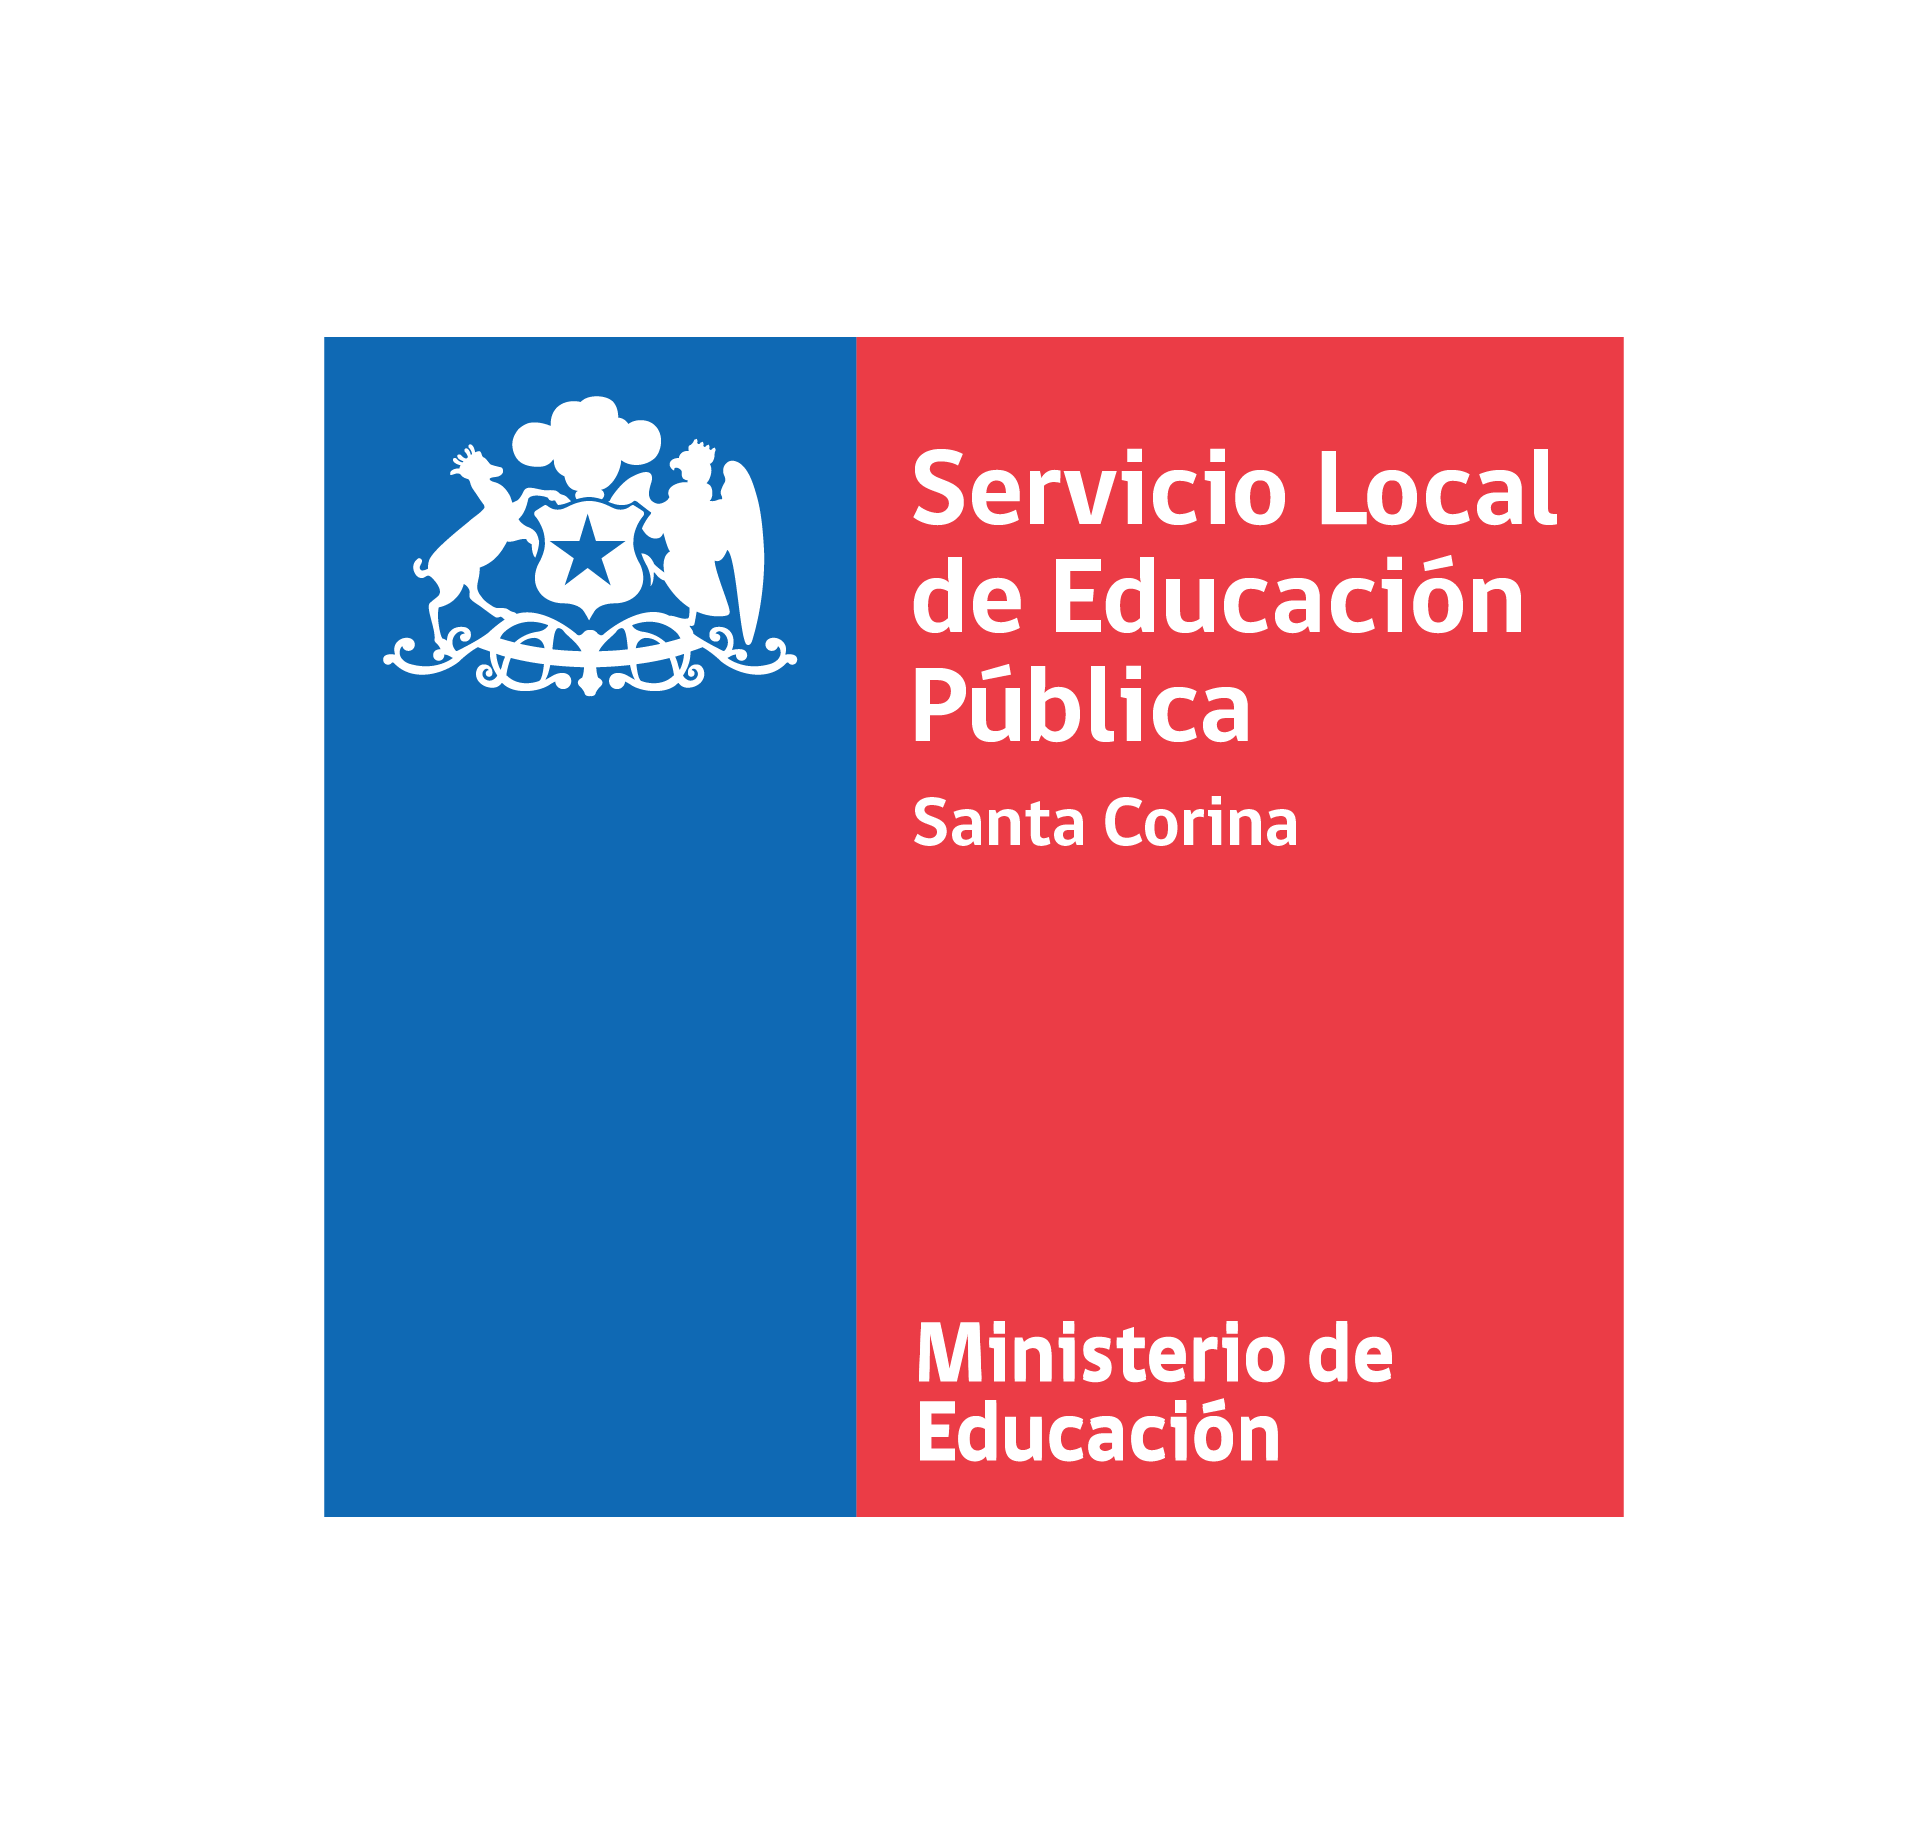 Servicio Local
de Educación
Pública
Santa Corina
Ministerio de
Educación